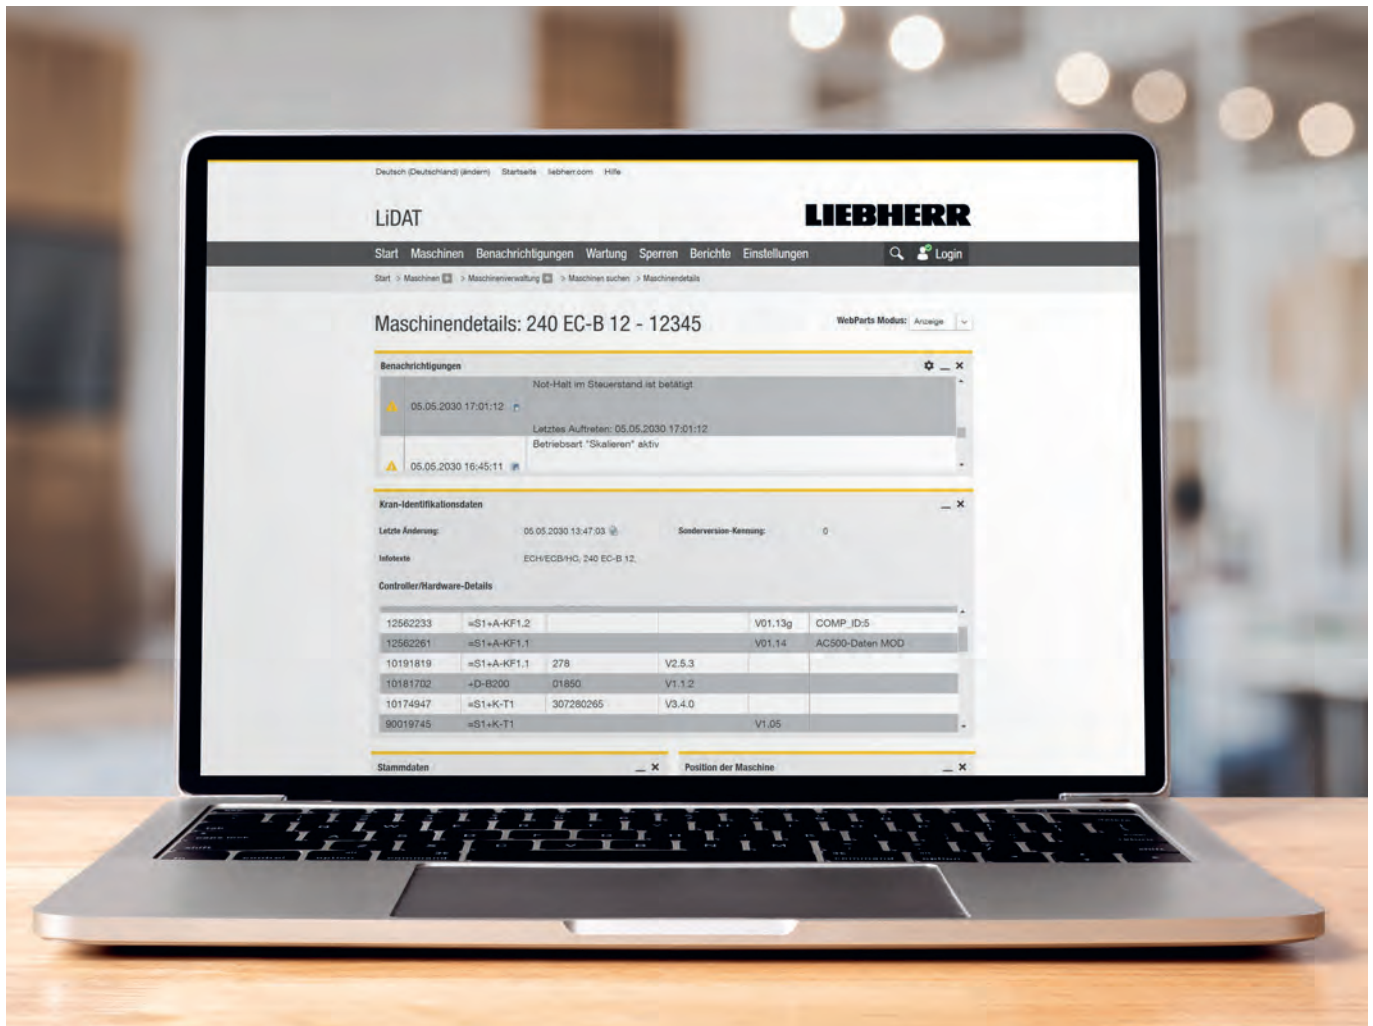 Deutsch (Deutschland) (ändern) Startseite liebherr.com Hilfe
LiDAT
LIEBHERR
Start Maschinen Benachrichtigungen Wartung Sperren Berichte Einstellungen Login
Start > Maschinen > Maschinenverwaltung > Maschinen suchen > Maschinendetails
Maschinendetails: 240 EC-B 12 - 12345
WebParts Modus: Anzeige
Benachrichtigungen
Not-Halt im Steuerstand ist betätigt
05.05.2030 17:01:12
Letztes Auftreten: 05.05.2030 17:01:12
Betriebsart "Skalieren" aktiv
05.05.2030 16:45:11
Kran-Identifikationsdaten
Letzte Änderung: 05.05.2030 13:47:03 Sonderversion-Kennung: 0
Infotexte ECH/ECB/HC, 240 EC-B 12,
Controller/Hardware-Details
12562233 =S1+A-KF1.2 V01.13g COMP_ID:5
12562261 =S1+A-KF1.1 V01.14 AC500-Daten MOD
10191819 =S1+A-KF1.1 278 V2.5.3
10181702 +D-B200 01850 V1.1.2
10174947 =S1+K-T1 307280265 V3.4.0
90019745 =S1+K-T1 V1.05
Stammdaten
Position der Maschine
control option command
command option